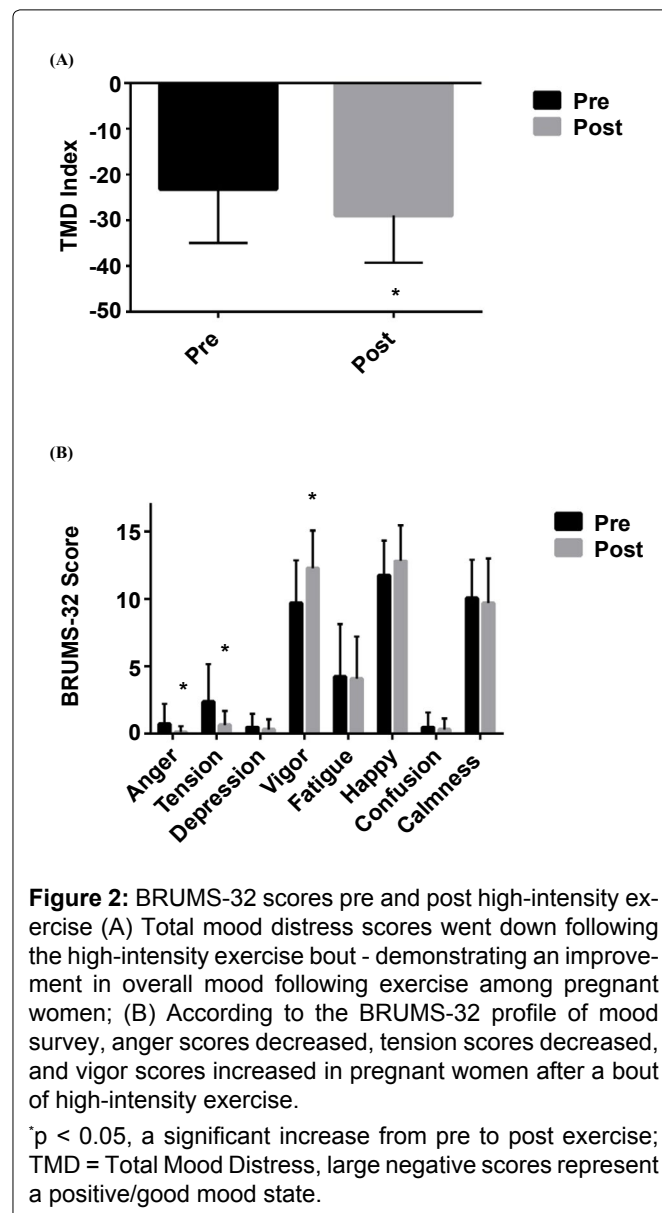 (A)
0
-10
-20
-30
-40
-50
TMD Index
*
Pre
Post
Pre
Post
(B)
15
10
5
0
BRUMS-32 Score
*
*
*
Anger
Tension
Depression
Vigor
Fatigue
Happy
Confusion
Calmness
Pre
Post
Figure 2: BRUMS-32 scores pre and post high-intensity ex-
ercise (A) Total mood distress scores went down following
the high-intensity exercise bout - demonstrating an improve-
ment in overall mood following exercise among pregnant
women; (B) According to the BRUMS-32 profile of mood
survey, anger scores decreased, tension scores decreased,
and vigor scores increased in pregnant women after a bout
of high-intensity exercise.
*p < 0.05, a significant increase from pre to post exercise;
TMD = Total Mood Distress, large negative scores represent
a positive/good mood state.